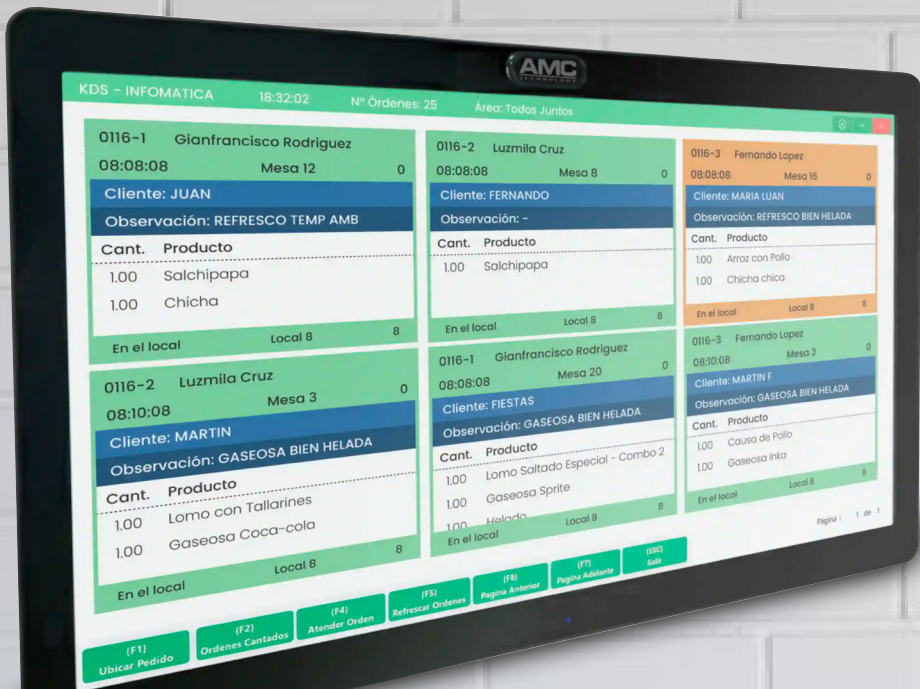 AMC
TECHNOLOGY
KDS - INFOMATICA 18:32:02 Nº Órdenes: 25 Área: Todos Juntos
0116-1 Gianfrancisco Rodriguez
08:08:08 Mesa 12 0
Cliente: JUAN
Observación: REFRESCO TEMP AMB
Cant. Producto
1.00 Salchipapa
1.00 Chicha
En el local Local 8 8
0116-2 Luzmila Cruz
08:08:08 Mesa 8 0
Cliente: FERNANDO
Observación: -
Cant. Producto
1.00 Salchipapa
En el local Local 8 8
0116-3 Fernando Lopez
08:08:08 Mesa 16 0
Cliente: MARIA LUAN
Observación: REFRESCO BIEN HELADA
Cant. Producto
1.00 Arroz con Pollo
1.00 Chicha chica
En el local Local 8 8
0116-2 Luzmila Cruz
08:10:08 Mesa 3 0
Cliente: MARTIN
Observación: GASEOSA BIEN HELADA
Cant. Producto
1.00 Lomo con Tallarines
1.00 Gaseosa Coca-cola
En el local Local 8 8
0116-1 Gianfrancisco Rodriguez
08:08:08 Mesa 20 0
Cliente: FIESTAS
Observación: GASEOSA BIEN HELADA
Cant. Producto
1.00 Lomo Saltado Especial - Combo 2
1.00 Gaseosa Sprite
1.00 Helado
En el local Local 8 8
0116-3 Fernando Lopez
08:10:08 Mesa 3 0
Cliente: MARTIN F
Observación: GASEOSA BIEN HELADA
Cant. Producto
1.00 Causa de Pollo
1.00 Gaseosa Inka
En el local Local 8 8
Página : 1 de 1
(F1)
Ubicar Pedido
(F2)
Ordenes Cantados
(F4)
Atender Orden
(F5)
Refrescar Ordenes
(F6)
Pagina Anterior
(F7)
Pagina Adelante
(ESC)
Salir